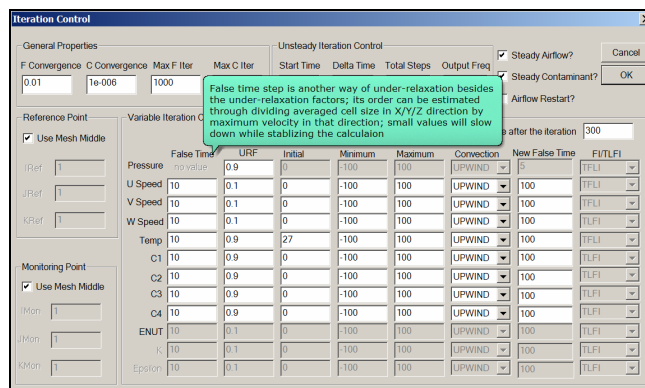 Iteration Control
General Properties
Unsteady Iteration Control
F Convergence C Convergence Max F Iter Max C Iter Start Time Delta Time Total Steps Output Freq
Steady Airflow? Cancel
0.01 1e-006 1000
Steady Contaminant? OK
False time step is another way of under-relaxation besides
the under-relaxation factors; its order can be estimated
through dividing averaged cell size in X/Y/Z direction by
maximum velocity in that direction; small values will slow
down while stablizing the calculaion
Airflow Restart?
Reference Point
Variable Iteration C
Use Mesh Middle
after the iteration 300
False Time URF Initial Minimum Maximum Convection New False Time FI/TLFI
IRef 1
JRef 1
KRef 1
Pressure no value 0.9 0 -100 100 UPWIND 5 TFLI
U Speed 10 0.1 0 -100 100 UPWIND 100 TFLI
V Speed 10 0.1 0 -100 100 UPWIND 100 TFLI
W Speed 10 0.1 0 -100 100 UPWIND 100 TFLI
Temp 10 0.9 27 -100 100 UPWIND 100 TFLI
C1 10 0.9 0 -100 100 UPWIND 100 TFLI
C2 10 0.9 0 -100 100 UPWIND 100 TFLI
C3 10 0.9 0 -100 100 UPWIND 100 TFLI
C4 10 0.9 0 -100 100 UPWIND 100 TFLI
ENUT 10 0.1 0 -100 100 UPWIND 100 TFLI
K 10 0.1 0 -100 100 UPWIND 100 TFLI
Epsilon 10 0.1 0 -100 100 UPWIND 100 TFLI
Monitoring Point
Use Mesh Middle
IMon 1
JMon 1
KMon 1